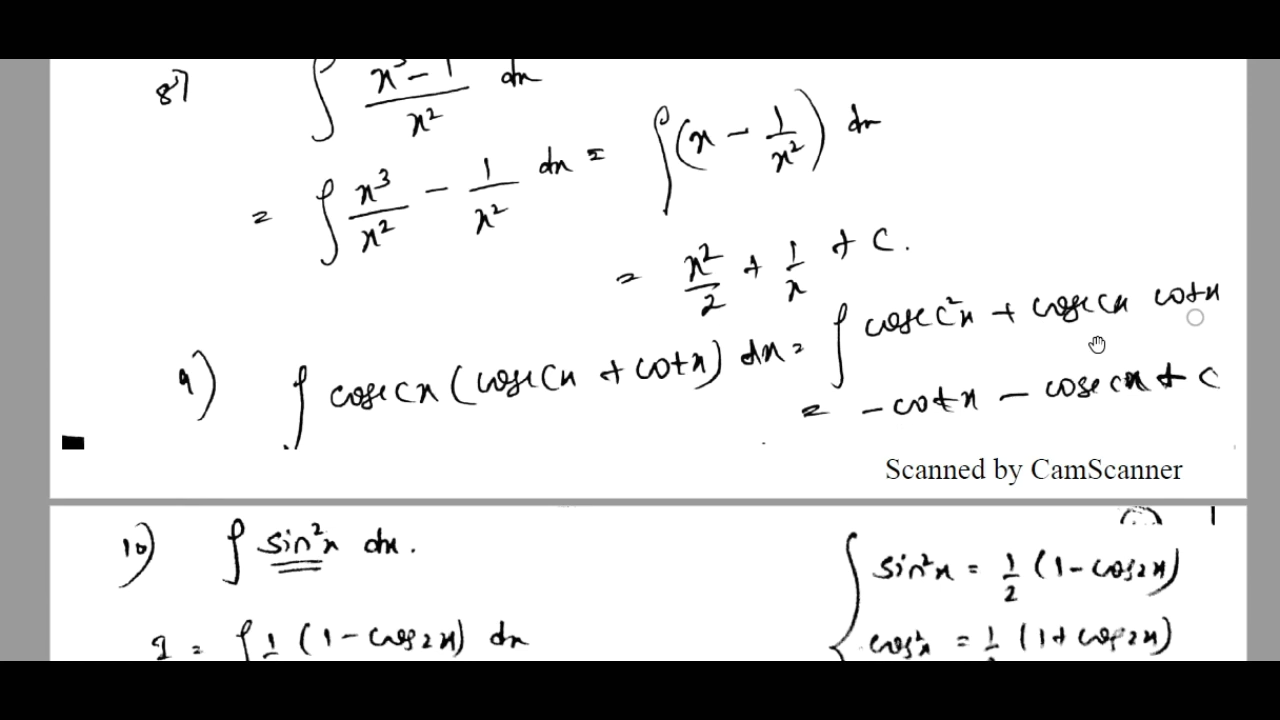 8) ∫ (x³ − 1)/x² dx
= ∫ x³/x² − 1/x² dx = ∫ (x − 1/x²) dx
= x²/2 + 1/x + C.
9) ∫ cosec x (cosec x + cot x) dx = ∫ cosec²x + cosec x cot x
= −cot x − cosec x + C
Scanned by CamScanner
10) ∫ sin²x dx.
sin²x = 1/2 (1 − cos2x)
I = ∫ 1/2 (1 − cos2x) dx
cos²x = 1/2 (1 + cos2x)